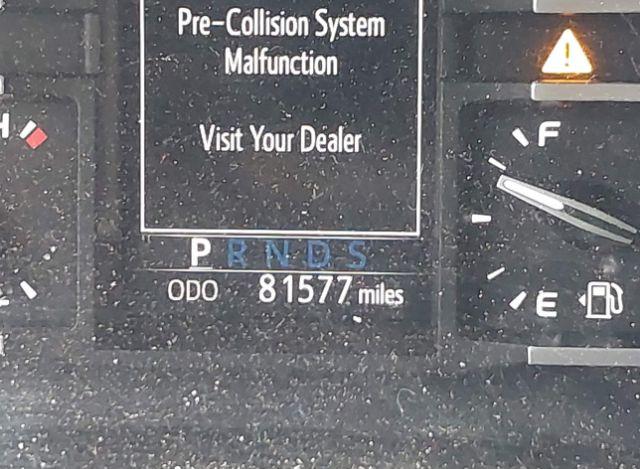 Pre-Collision System
Malfunction
Visit Your Dealer
H
F
P R N D S
ODO 81577 miles
E